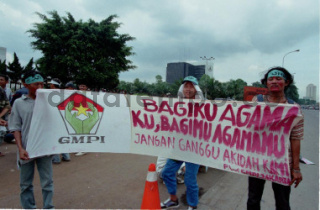 GMPI
BAGIKU AGAMA
KU, BAGIMU AGAMAMU
JANGAN GANGGU AKIDAH KAMI